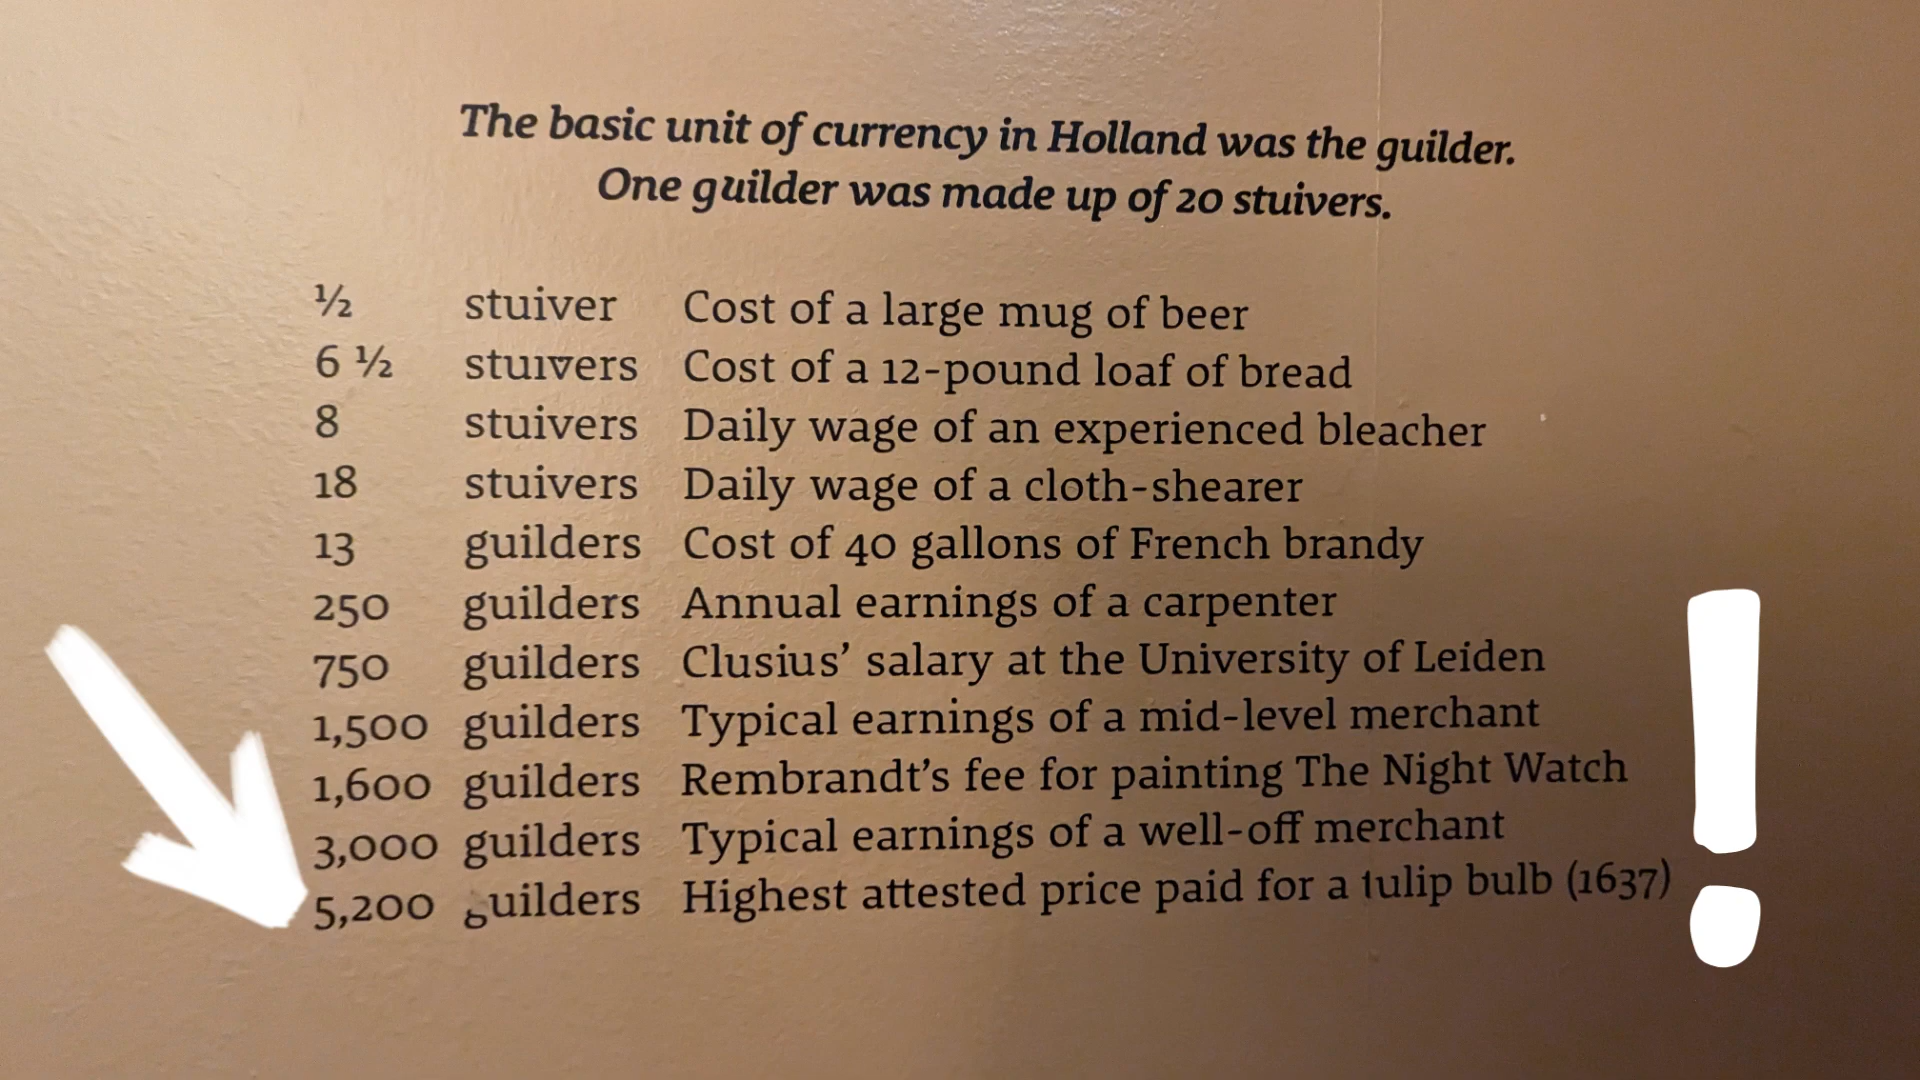 The basic unit of currency in Holland was the guilder.
One guilder was made up of 20 stuivers.
½ stuiver Cost of a large mug of beer
6 ½ stuivers Cost of a 12-pound loaf of bread
8 stuivers Daily wage of an experienced bleacher
18 stuivers Daily wage of a cloth-shearer
13 guilders Cost of 40 gallons of French brandy
250 guilders Annual earnings of a carpenter
750 guilders Clusius’ salary at the University of Leiden
1,500 guilders Typical earnings of a mid-level merchant
1,600 guilders Rembrandt’s fee for painting The Night Watch
3,000 guilders Typical earnings of a well-off merchant
5,200 guilders Highest attested price paid for a tulip bulb (1637)
!